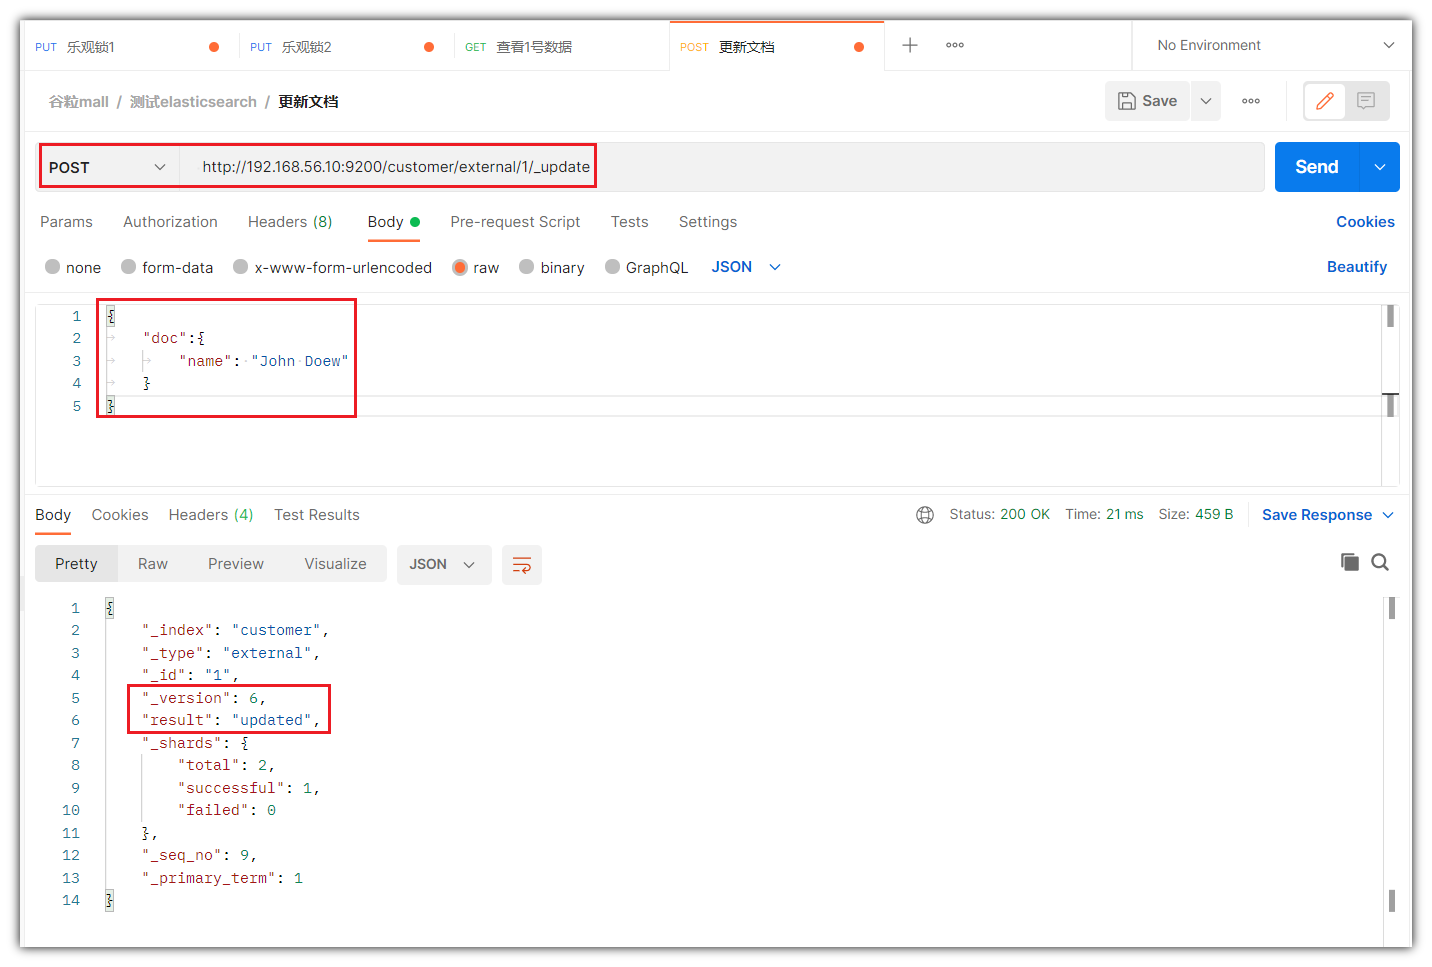 PUT 乐观锁1 PUT 乐观锁2 GET 查看1号数据 POST 更新文档 No Environment
谷粒mall / 测试elasticsearch / 更新文档 Save
POST http://192.168.56.10:9200/customer/external/1/_update Send
Params Authorization Headers (8) Body Pre-request Script Tests Settings Cookies
none form-data x-www-form-urlencoded raw binary GraphQL JSON Beautify
1 {
2 "doc":{
3 "name": "John Doew"
4 }
5 }
Body Cookies Headers (4) Test Results Status: 200 OK Time: 21 ms Size: 459 B Save Response
Pretty Raw Preview Visualize JSON
1 {
2 "_index": "customer",
3 "_type": "external",
4 "_id": "1",
5 "_version": 6,
6 "result": "updated",
7 "_shards": {
8 "total": 2,
9 "successful": 1,
10 "failed": 0
11 },
12 "_seq_no": 9,
13 "_primary_term": 1
14 }